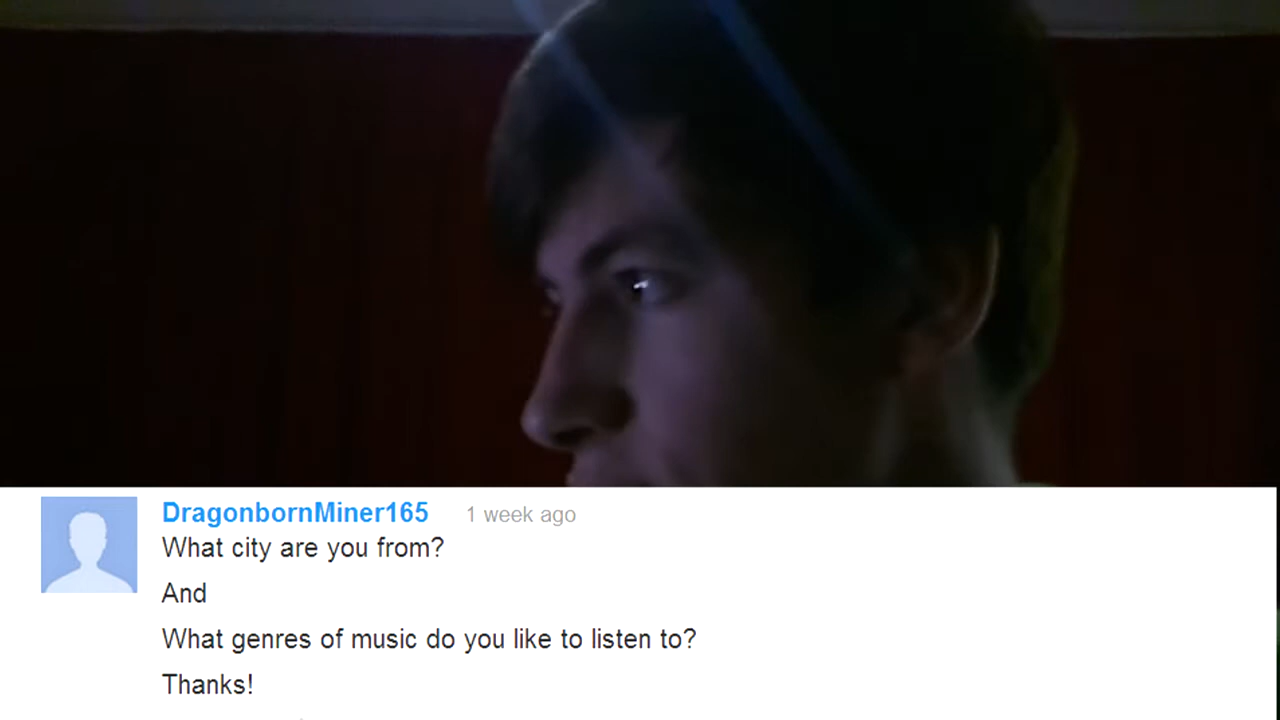 DragonbornMiner165 1 week ago
What city are you from?
And
What genres of music do you like to listen to?
Thanks!